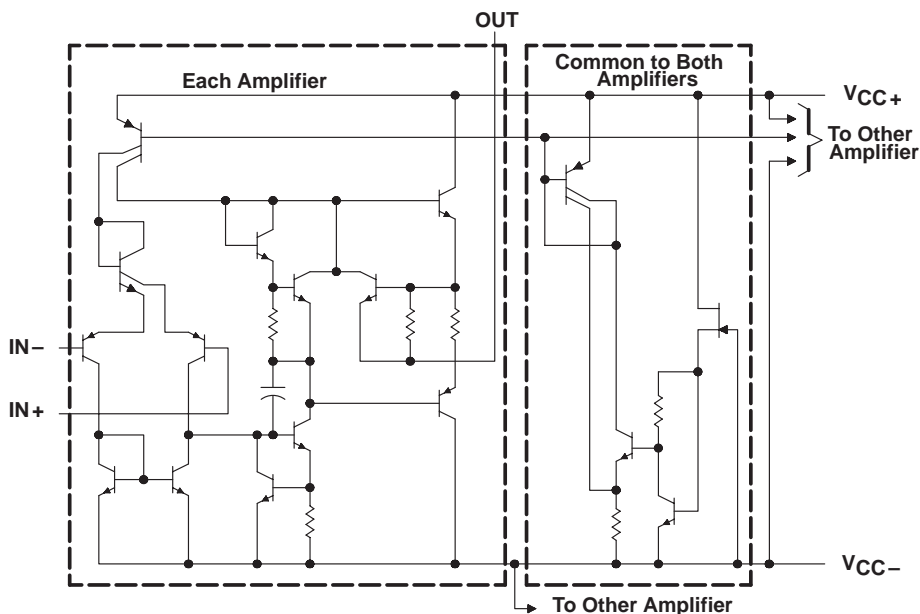 OUT
Each Amplifier
Common to Both
Amplifiers
VCC+
To Other
Amplifier
IN−
IN+
VCC−
To Other Amplifier